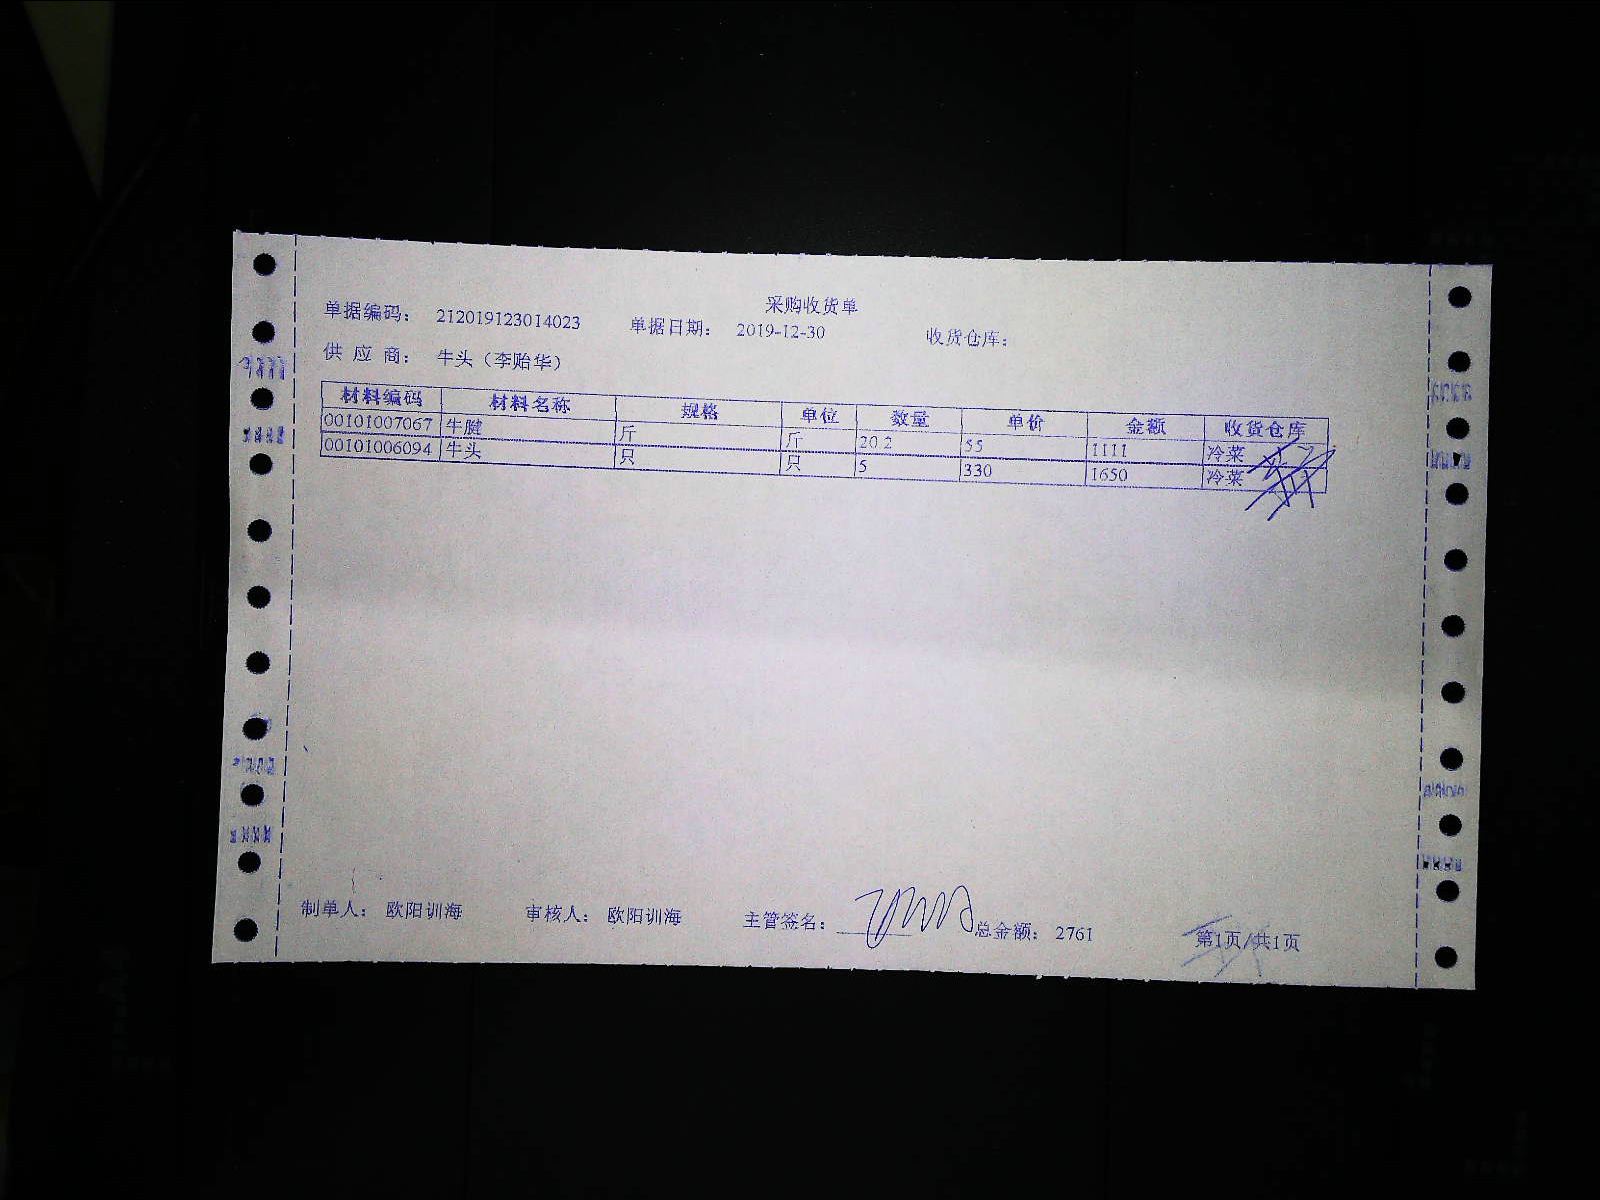 采购收货单
单据编码： 212019123014023 单据日期： 2019-12-30 收货仓库：
供 应 商： 牛头（李贻华）
材料编码 材料名称 规格 单位 数量 单价 金额 收货仓库
00101007067 牛腱 斤 斤 20.2 55 1111 冷菜
00101006094 牛头 只 只 5 330 1650 冷菜
制单人： 欧阳训海 审核人： 欧阳训海 主管签名： 总金额： 2761 第1页/共1页